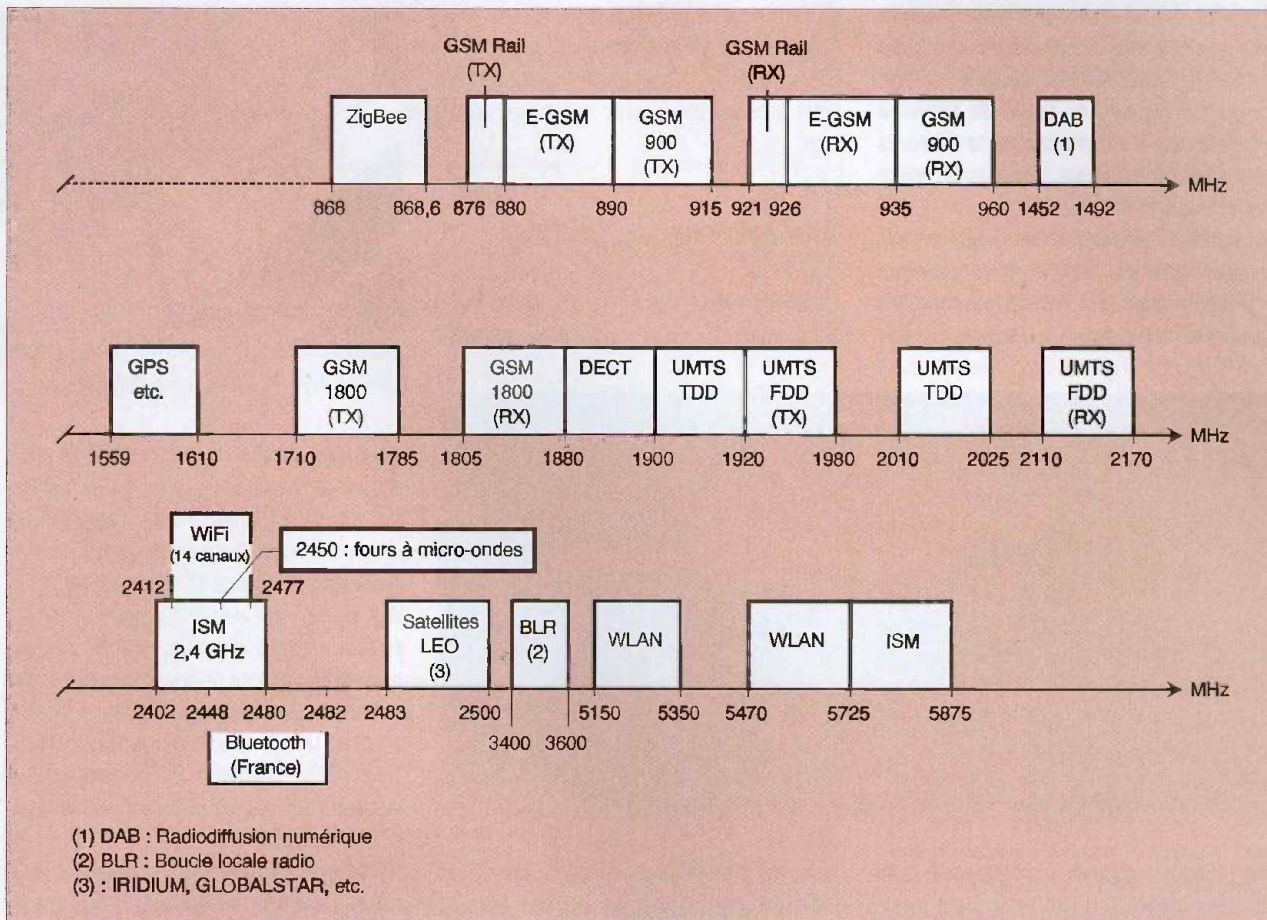 GSM Rail
(TX)
GSM Rail
(RX)
ZigBee
E-GSM
(TX)
GSM
900
(TX)
E-GSM
(RX)
GSM
900
(RX)
DAB
(1)
MHz
868
868,6
876
880
890
915
921
926
935
960
1452
1492
GPS
etc.
GSM
1800
(TX)
GSM
1800
(RX)
DECT
UMTS
TDD
UMTS
FDD
(TX)
UMTS
TDD
UMTS
FDD
(RX)
MHz
1559
1610
1710
1785
1805
1880
1900
1920
1980
2010
2025
2110
2170
WiFi
(14 canaux)
2450 : fours à micro-ondes
2412
2477
ISM
2,4 GHz
Satellites
LEO
(3)
BLR
(2)
WLAN
WLAN
ISM
MHz
2402
2448
2480
2482
2483
2500
3400
3600
5150
5350
5470
5725
5875
Bluetooth
(France)
(1) DAB : Radiodiffusion numérique
(2) BLR : Boucle locale radio
(3) : IRIDIUM, GLOBALSTAR, etc.